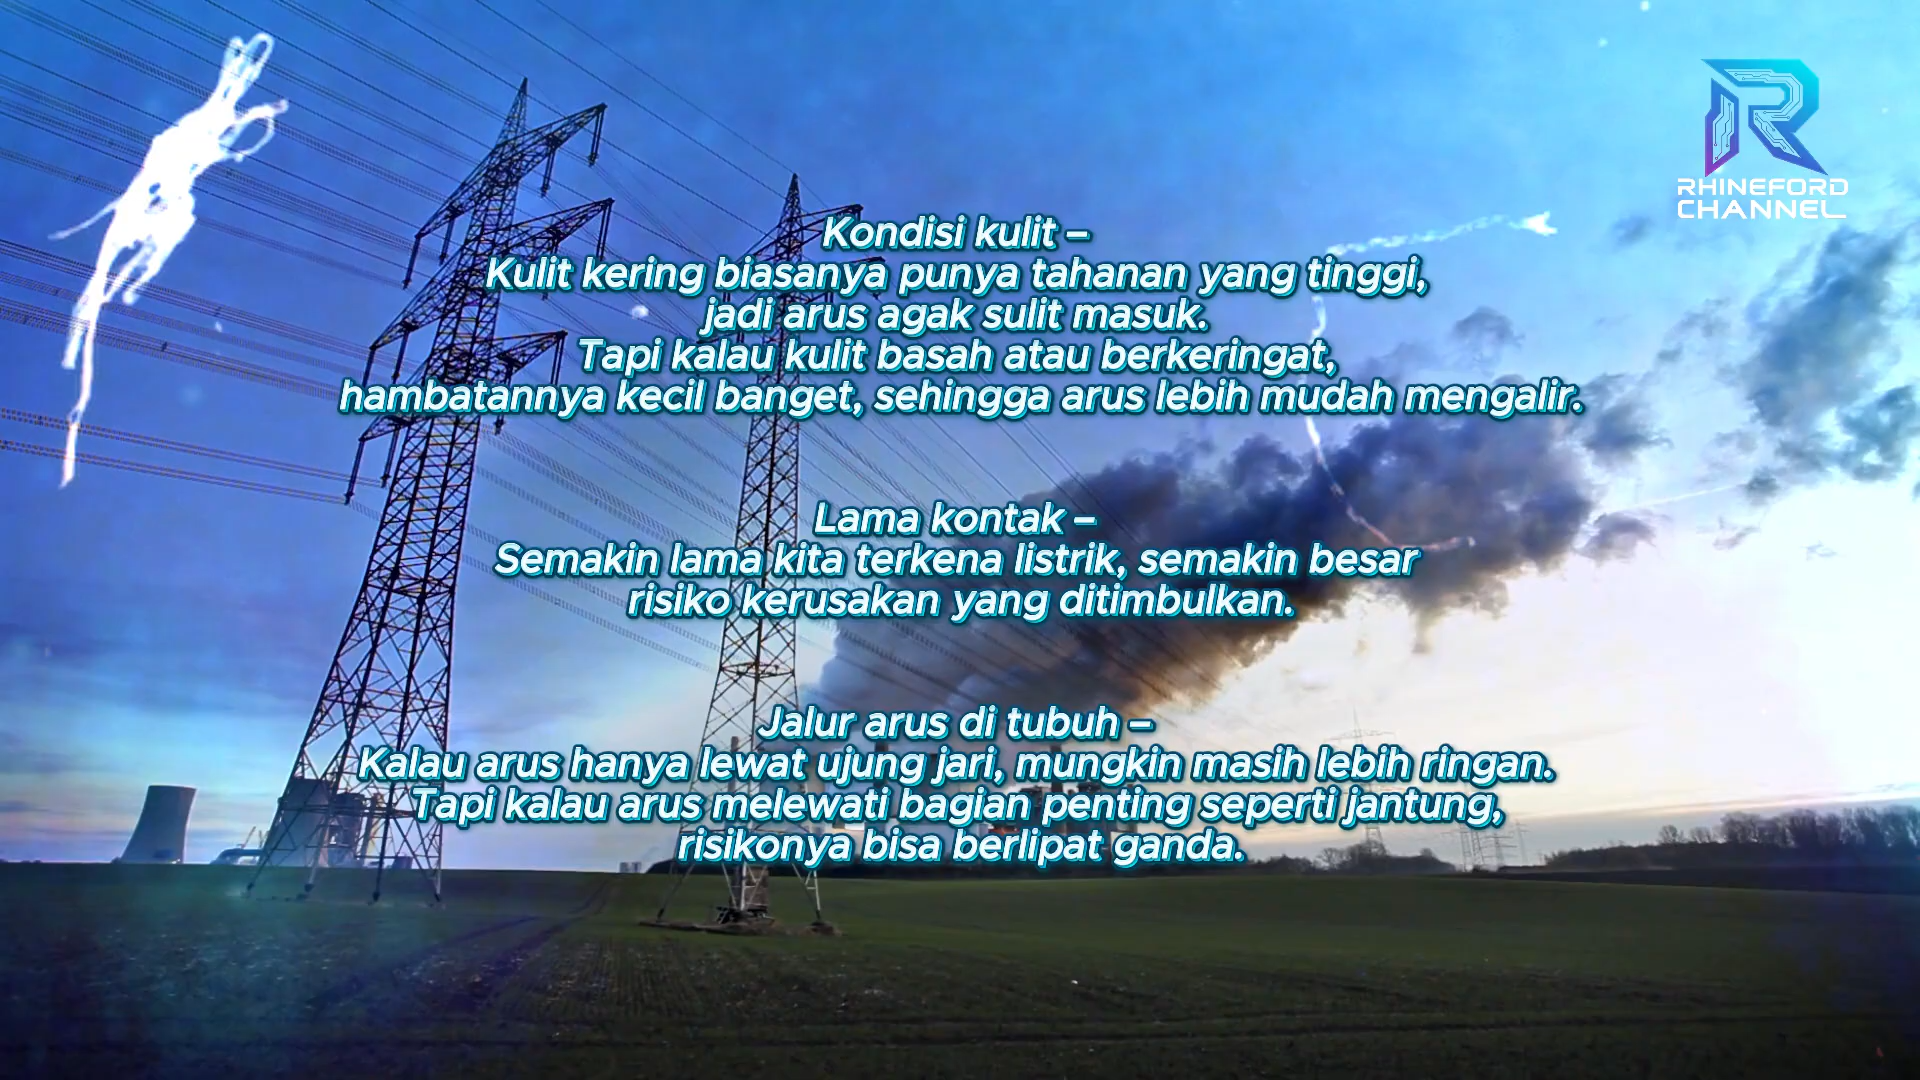 RHINEFORD
CHANNEL
Kondisi kulit –
Kulit kering biasanya punya tahanan yang tinggi,
jadi arus agak sulit masuk.
Tapi kalau kulit basah atau berkeringat,
hambatannya kecil banget, sehingga arus lebih mudah mengalir.
Lama kontak –
Semakin lama kita terkena listrik, semakin besar
risiko kerusakan yang ditimbulkan.
Jalur arus di tubuh –
Kalau arus hanya lewat ujung jari, mungkin masih lebih ringan.
Tapi kalau arus melewati bagian penting seperti jantung,
risikonya bisa berlipat ganda.